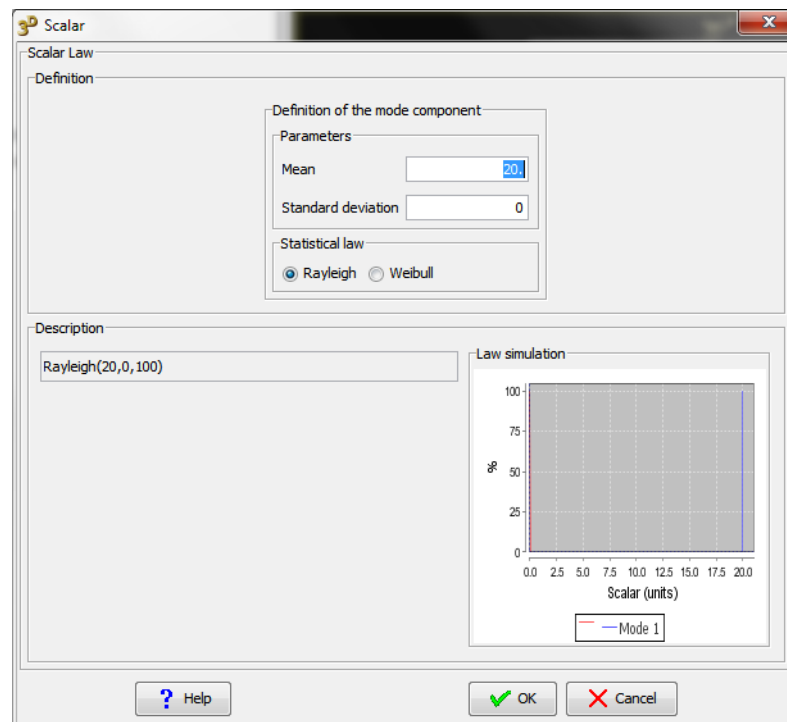 3D Scalar
Scalar Law
Definition
Definition of the mode component
Parameters
Mean 20.
Standard deviation 0
Statistical law
Rayleigh Weibull
Description
Rayleigh(20,0,100)
Law simulation
100
75
50
25
0
%
0.0 2.5 5.0 7.5 10.0 12.5 15.0 17.5 20.0
Scalar (units)
Mode 1
? Help OK Cancel